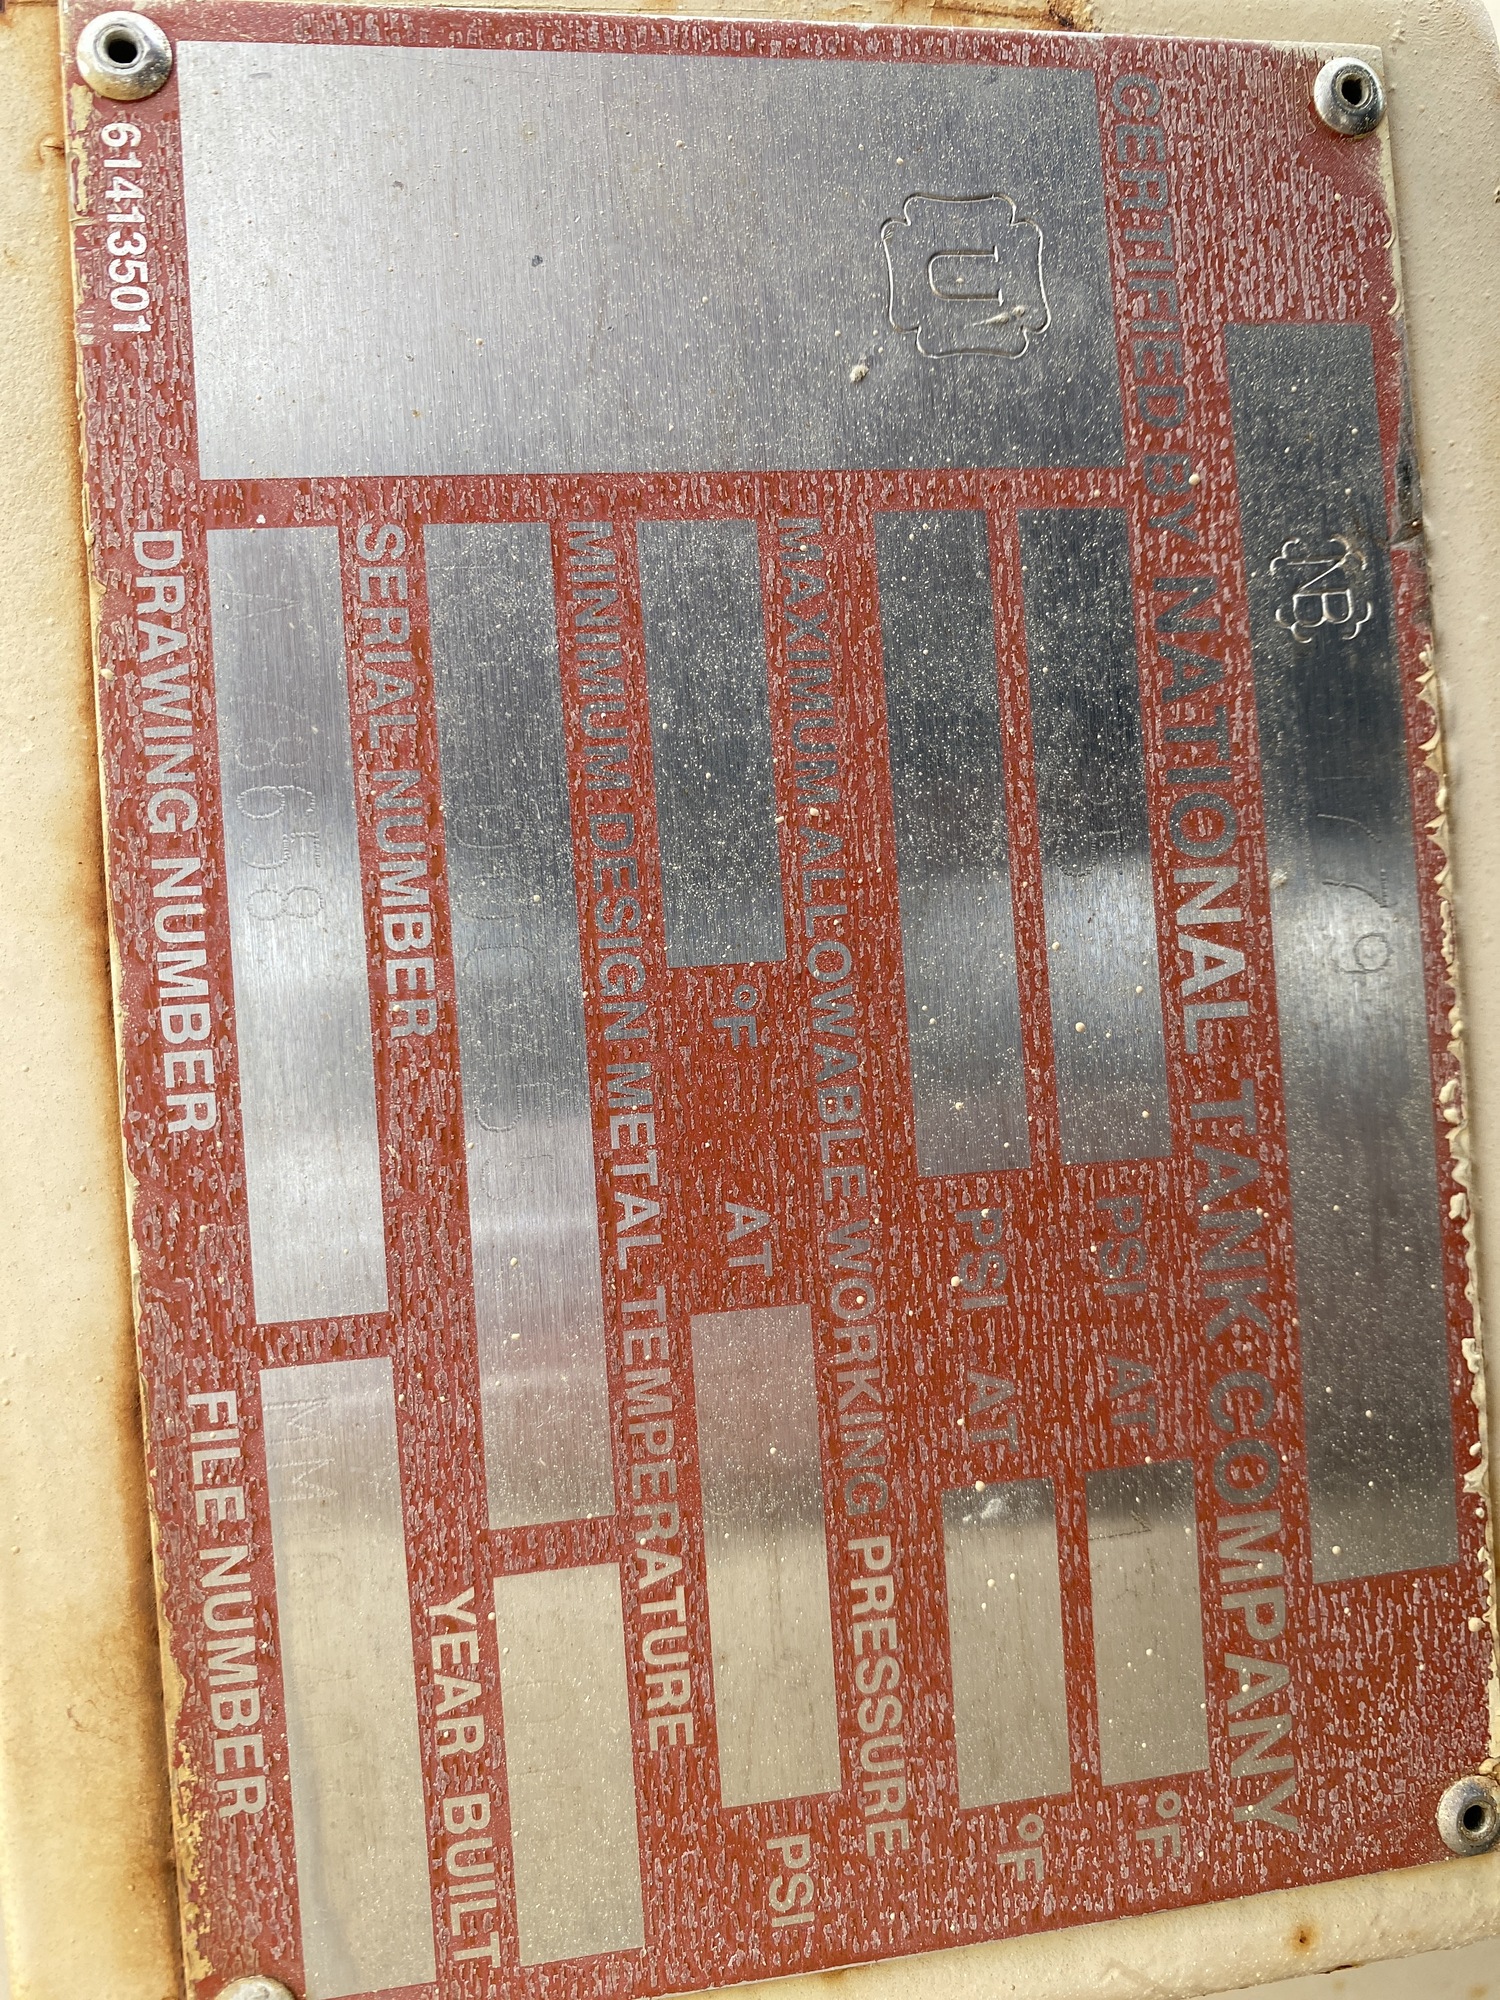 NB
CERTIFIED BY NATIONAL TANK COMPANY
U
PSI AT °F
PSI AT °F
MAXIMUM ALLOWABLE WORKING PRESSURE
°F AT PSI
MINIMUM DESIGN METAL TEMPERATURE
SERIAL NUMBER YEAR BUILT
DRAWING NUMBER FILE NUMBER
61413501